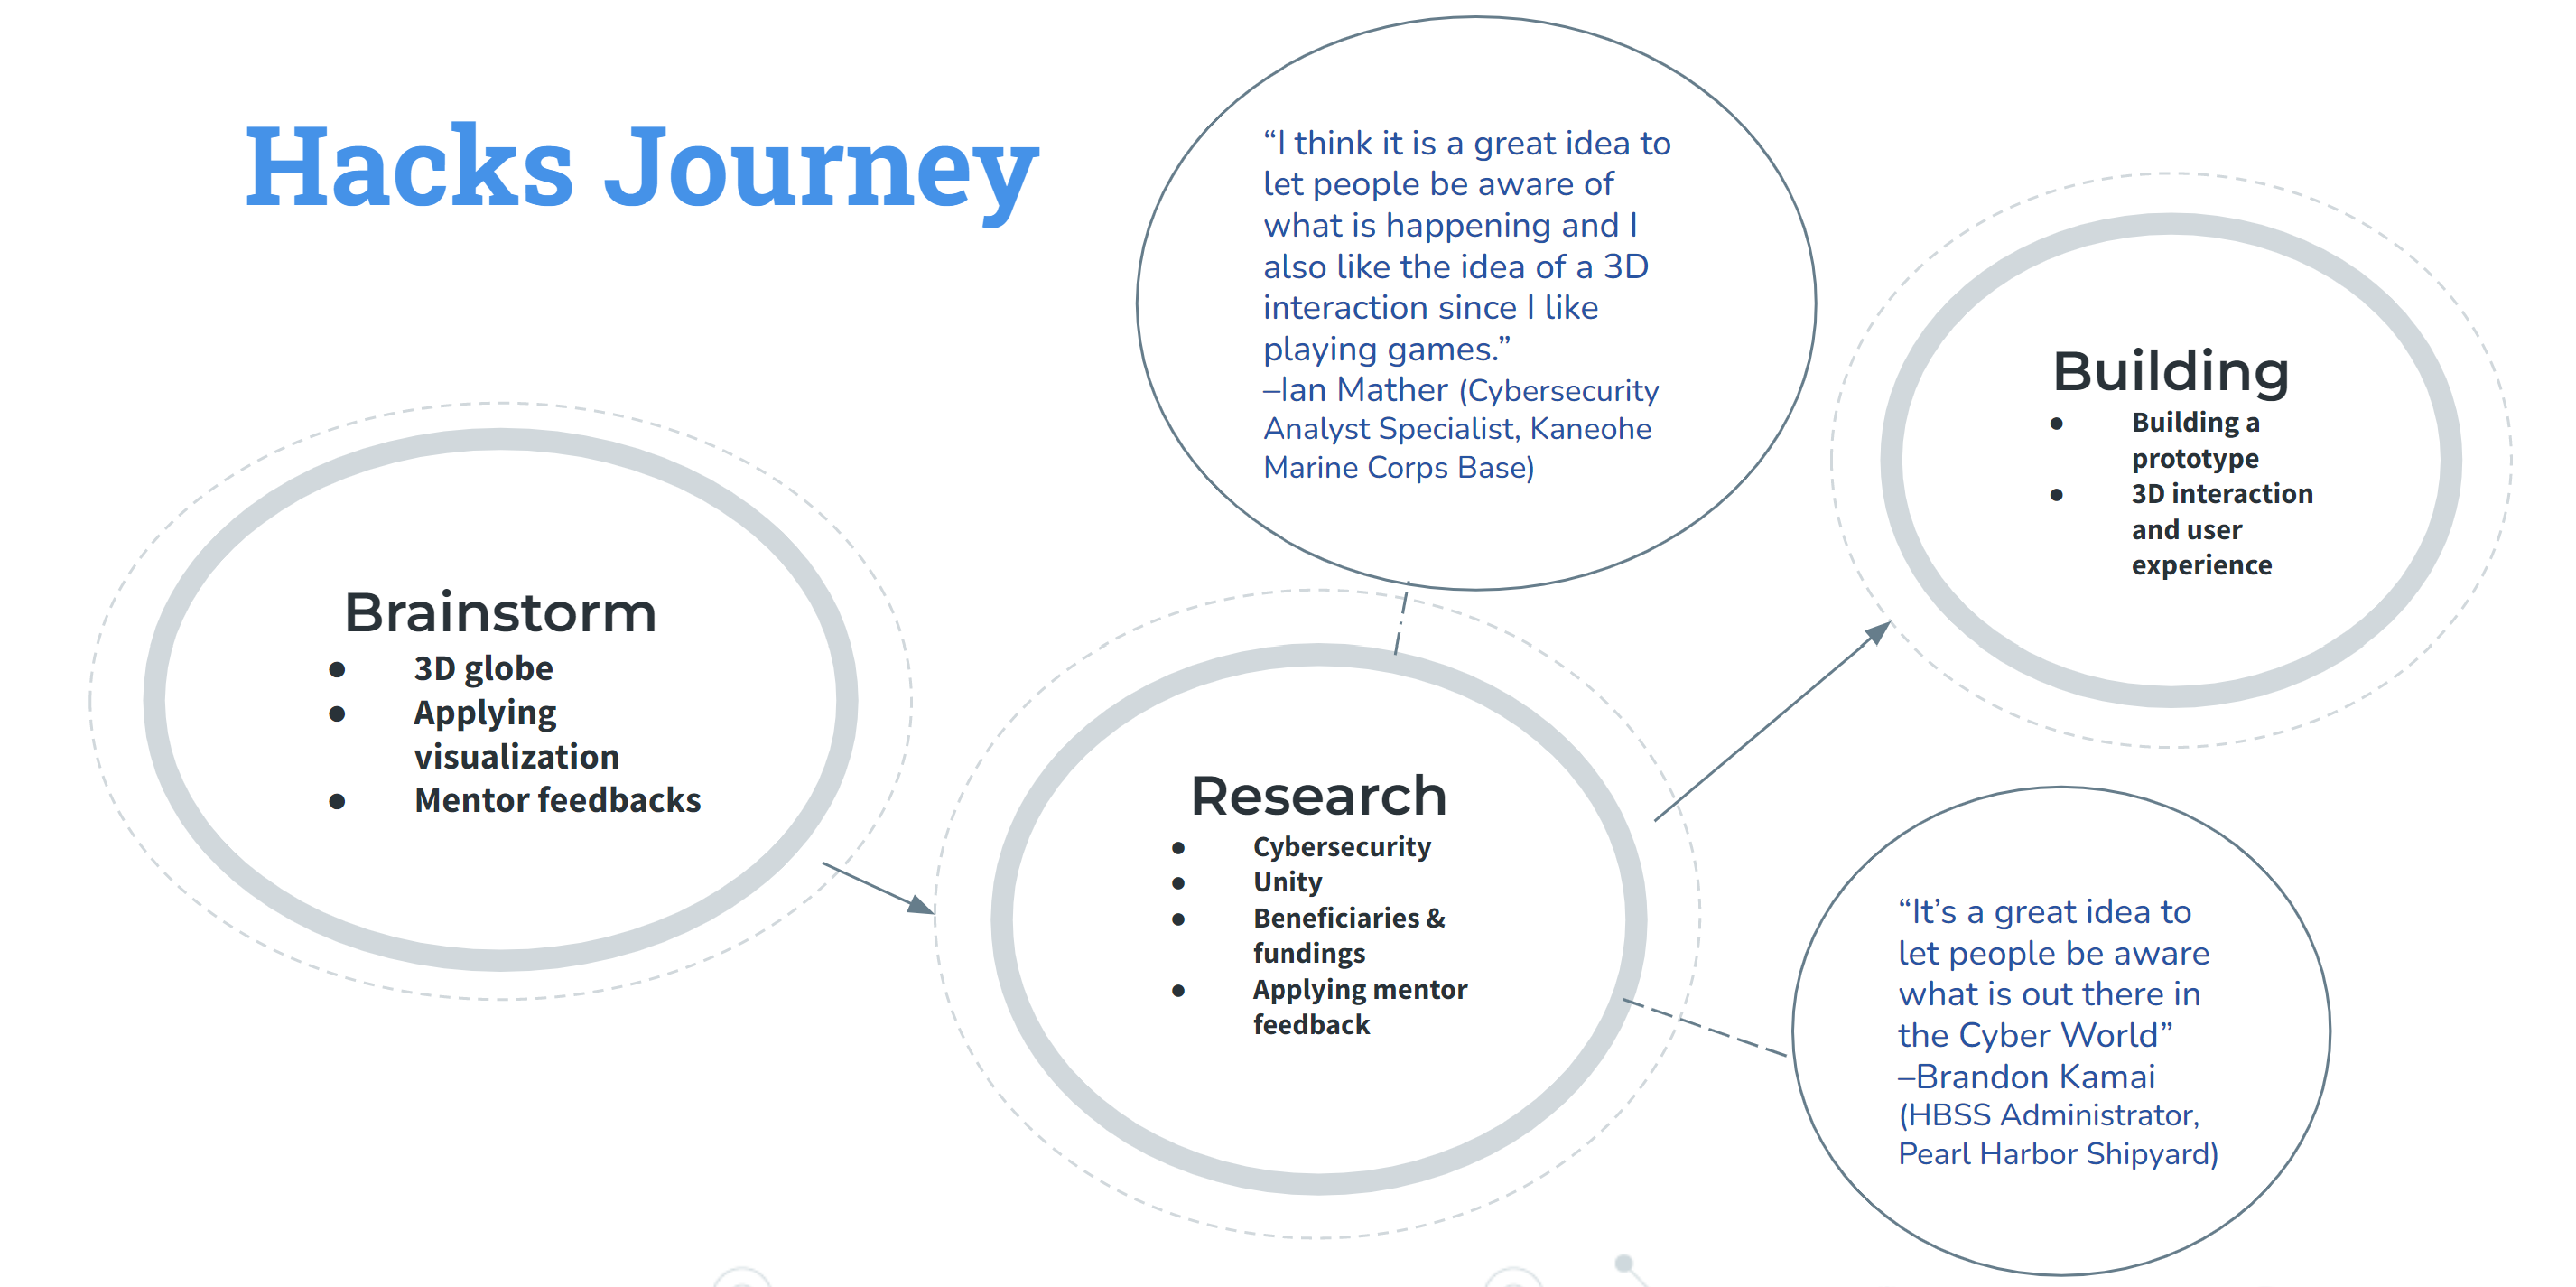 Hacks Journey
“I think it is a great idea to
let people be aware of
what is happening and I
also like the idea of a 3D
interaction since I like
playing games.”
–Ian Mather (Cybersecurity
Analyst Specialist, Kaneohe
Marine Corps Base)
Brainstorm
● 3D globe
● Applying
visualization
● Mentor feedbacks
Research
● Cybersecurity
● Unity
● Beneficiaries &
fundings
● Applying mentor
feedback
Building
● Building a
prototype
● 3D interaction
and user
experience
“It’s a great idea to
let people be aware
what is out there in
the Cyber World”
–Brandon Kamai
(HBSS Administrator,
Pearl Harbor Shipyard)